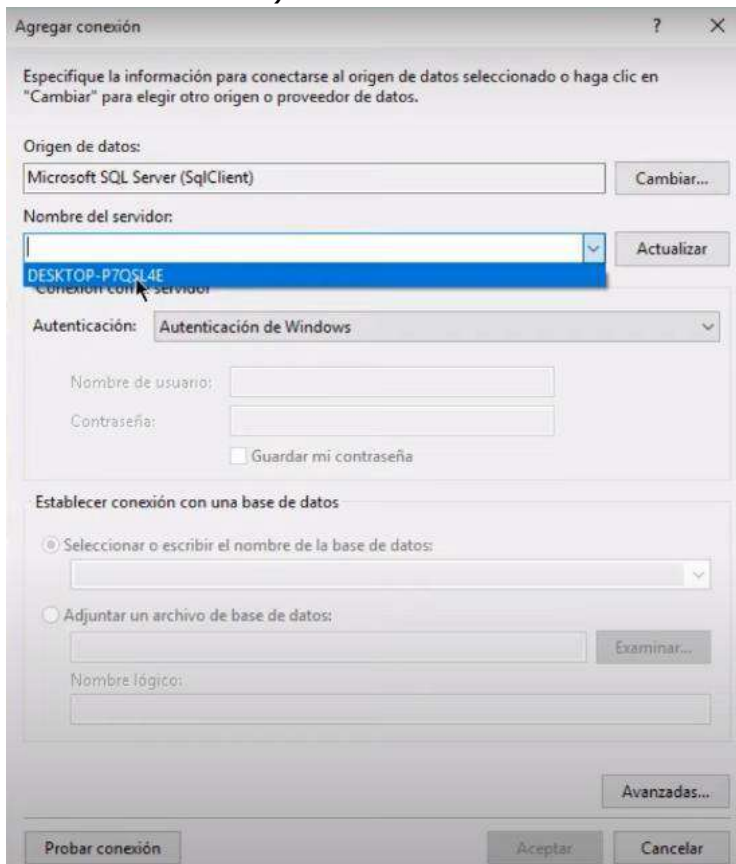 Agregar conexión ? ×
Especifique la información para conectarse al origen de datos seleccionado o haga clic en
"Cambiar" para elegir otro origen o proveedor de datos.
Origen de datos:
Microsoft SQL Server (SqlClient) Cambiar...
Nombre del servidor:
Actualizar
DESKTOP-P7QSL4E
Conexión con servidor
Autenticación: Autenticación de Windows
Nombre de usuario:
Contraseña:
Guardar mi contraseña
Establecer conexión con una base de datos
Seleccionar o escribir el nombre de la base de datos:
Adjuntar un archivo de base de datos:
Examinar...
Nombre lógico:
Avanzadas...
Probar conexión Aceptar Cancelar